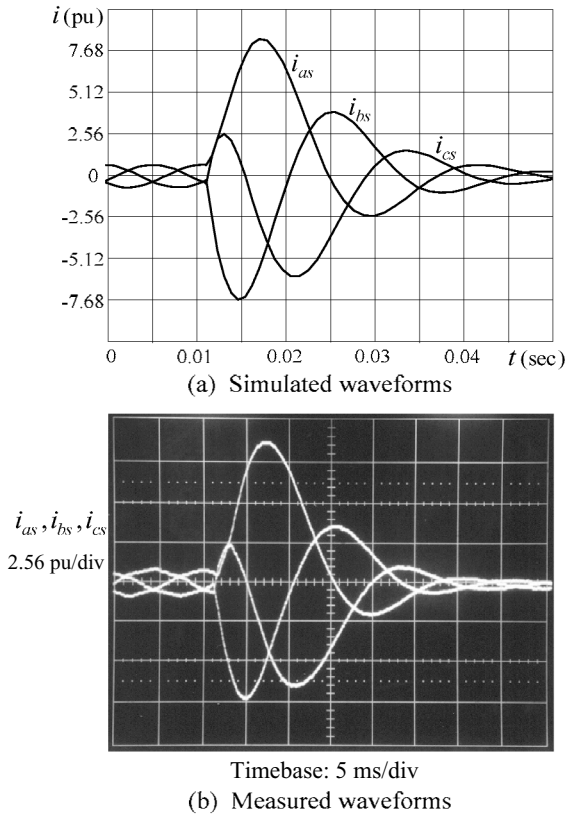 i (pu)
7.68
5.12
2.56
0
-2.56
-5.12
-7.68
i_as
i_bs
i_cs
0 0.01 0.02 0.03 0.04 t (sec)
(a) Simulated waveforms
i_as, i_bs, i_cs
2.56 pu/div
Timebase: 5 ms/div
(b) Measured waveforms